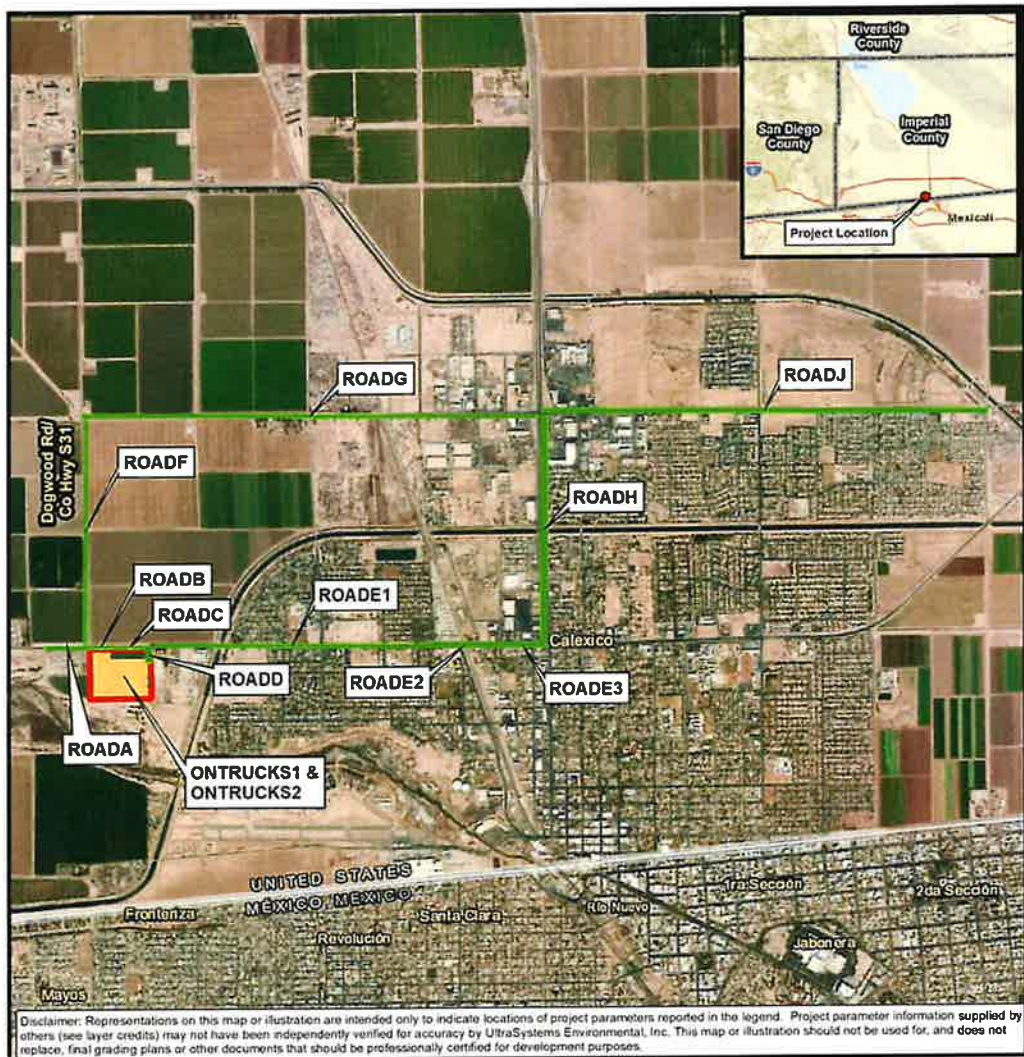 Riverside
County
San Diego
County
Imperial
County
8
Mexicali
Project Location
ROADG
ROADJ
Dogwood Rd/
Co Hwy S31
ROADF
ROADH
ROADB
ROADC
ROADE1
Calexico
ROADD
ROADE2
ROADE3
ROADA
ONTRUCKS1 &
ONTRUCKS2
UNITED STATES
MÉXICO, MEXICO
1ra Sección
2da Sección
Fronteriza
Santa Clara
Río Nuevo
Revolución
Jabonera
Mayos
Disclaimer: Representations on this map or illustration are intended only to indicate locations of project parameters reported in the legend. Project parameter information supplied by
others (see layer credits) may not have been independently verified for accuracy by UltraSystems Environmental, Inc. This map or illustration should not be used for, and does not
replace, final grading plans or other documents that should be professionally certified for development purposes.